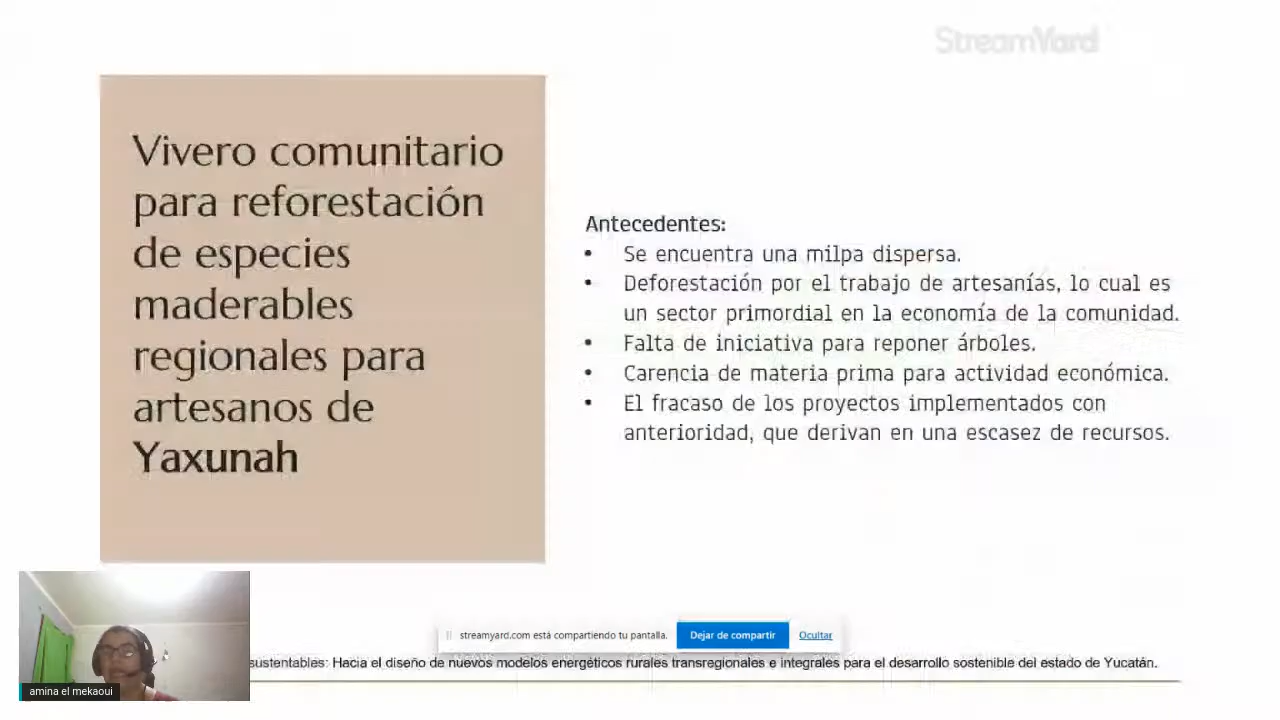 StreamYard
Vivero comunitario
para reforestación
de especies
maderables
regionales para
artesanos de
Yaxunah
Antecedentes:
• Se encuentra una milpa dispersa.
• Deforestación por el trabajo de artesanías, lo cual es
un sector primordial en la economía de la comunidad.
• Falta de iniciativa para reponer árboles.
• Carencia de materia prima para actividad económica.
• El fracaso de los proyectos implementados con
anterioridad, que derivan en una escasez de recursos.
streamyard.com está compartiendo tu pantalla.
Dejar de compartir
Ocultar
sustentables: Hacia el diseño de nuevos modelos energéticos rurales transregionales e integrales para el desarrollo sostenible del estado de Yucatán.
amina el mekaoui